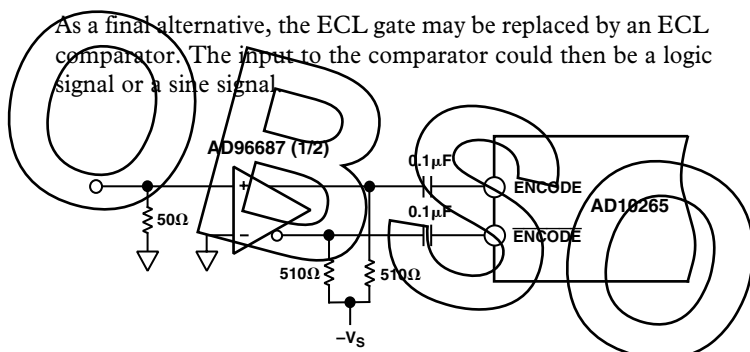 As a final alternative, the ECL gate may be replaced by an ECL
comparator. The input to the comparator could then be a logic
signal or a sine signal.
OBSO
AD96687 (1/2)
0.1μF
+
ENCODE
AD10265
50Ω
0.1μF
–
ENCODE
510Ω
510Ω
–VS